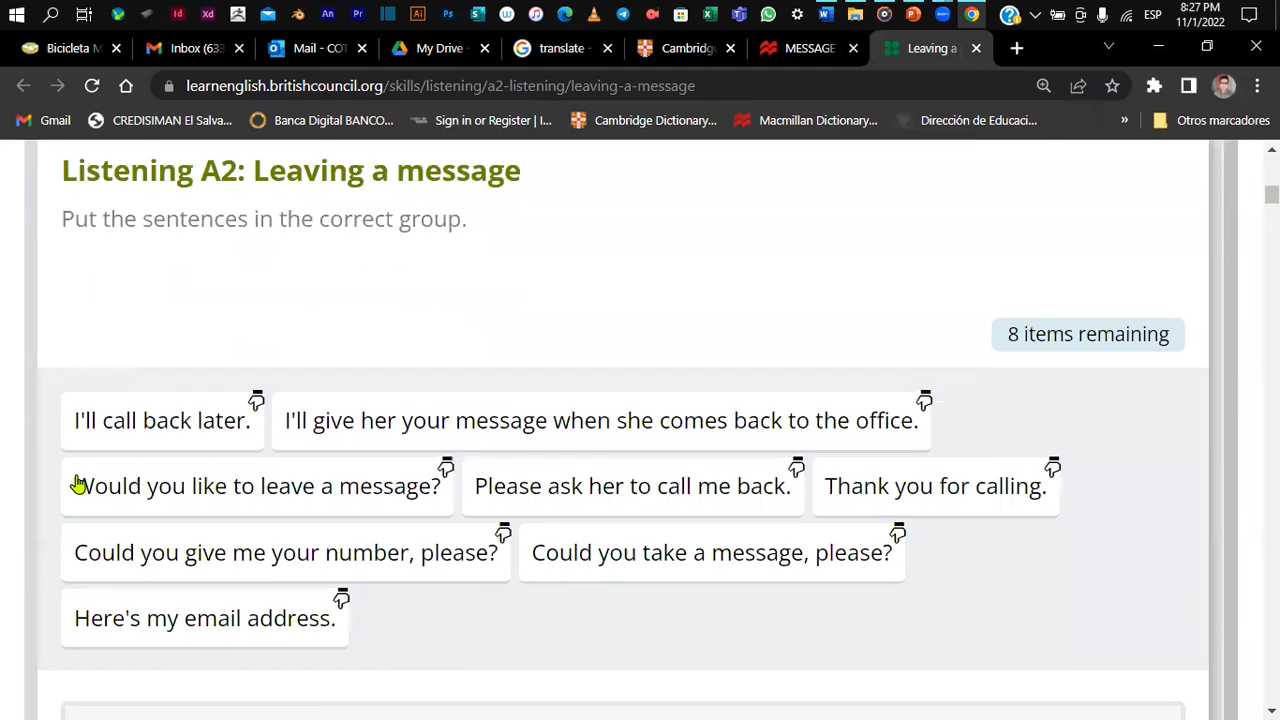 8:27 PM
ESP
11/1/2022
Bicicleta M
Inbox (633
Mail - COT
My Drive -
translate -
Cambridg
MESSAGE
Leaving a
learnenglish.britishcouncil.org/skills/listening/a2-listening/leaving-a-message
Gmail
CREDISIMAN El Salva...
Banca Digital BANCO...
Sign in or Register | I...
Cambridge Dictionary...
Macmillan Dictionary...
Dirección de Educaci...
»
Otros marcadores
Listening A2: Leaving a message
Put the sentences in the correct group.
8 items remaining
I'll call back later.
I'll give her your message when she comes back to the office.
Would you like to leave a message?
Please ask her to call me back.
Thank you for calling.
Could you give me your number, please?
Could you take a message, please?
Here's my email address.